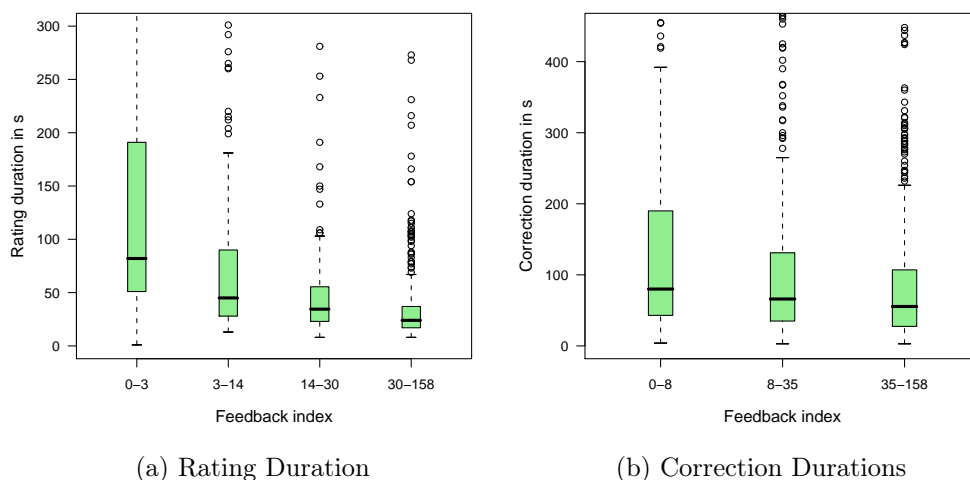 Rating duration in s
300
250
200
150
100
50
0
0–3 3–14 14–30 30–158
Feedback index
(a) Rating Duration
Correction duration in s
400
300
200
100
0
0–8 8–35 35–158
Feedback index
(b) Correction Durations